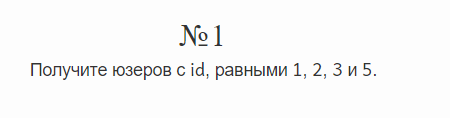 №1
Получите юзеров с id, равными 1, 2, 3 и 5.